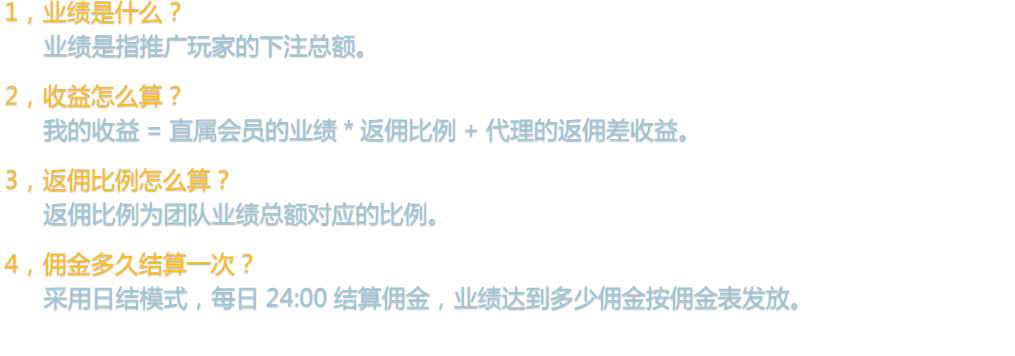 1，业绩是什么？
业绩是指推广玩家的下注总额。
2，收益怎么算？
我的收益 = 直属会员的业绩 * 返佣比例 + 代理的返佣差收益。
3，返佣比例怎么算？
返佣比例为团队业绩总额对应的比例。
4，佣金多久结算一次？
采用日结模式，每日 24:00 结算佣金，业绩达到多少佣金按佣金表发放。